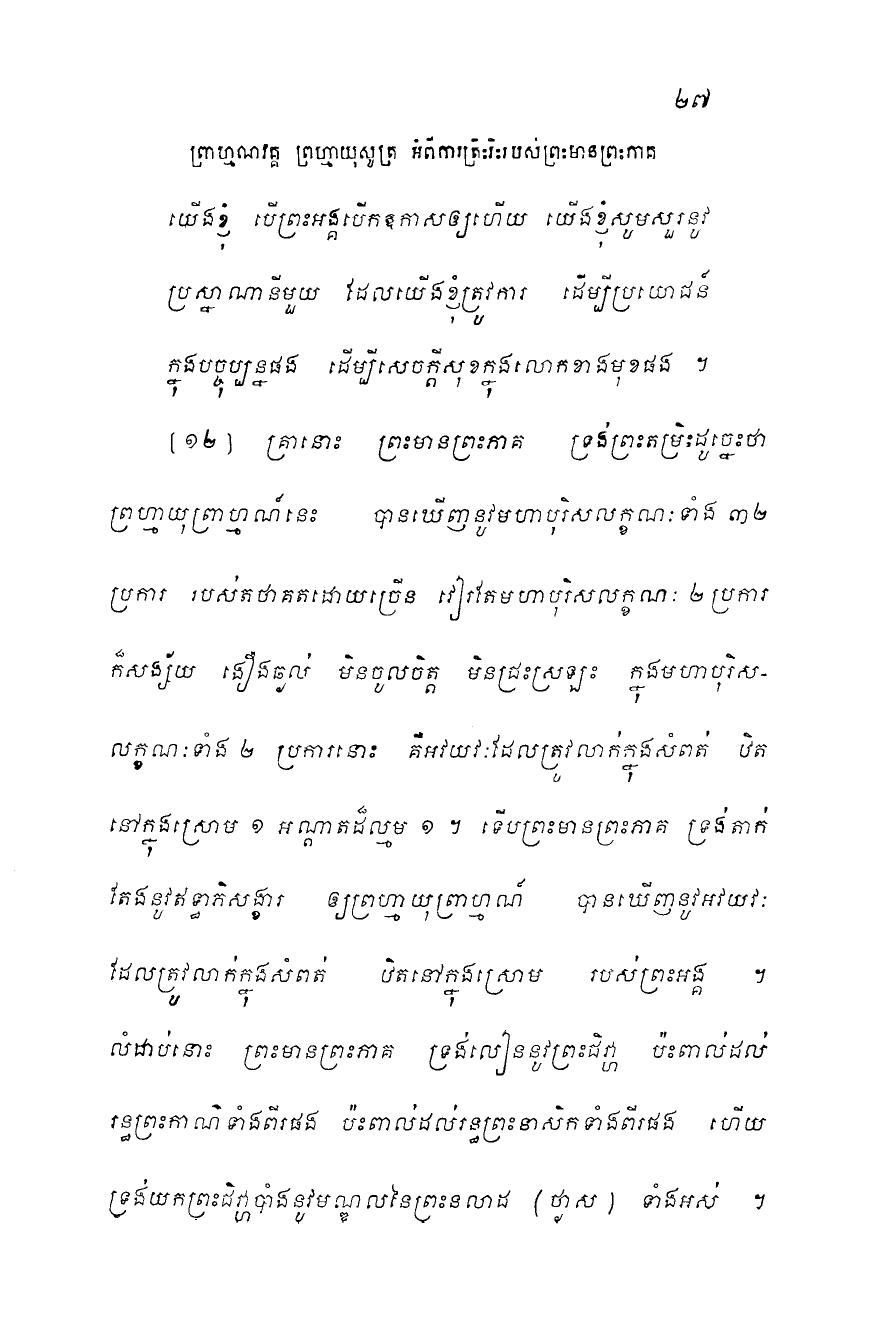 ២៧
ព្រាហ្មណវគ្គ ព្រហ្មាយុសូត្រ អំពីការត្រិះរិះរបស់ព្រះមានព្រះភាគ
យើងខ្ញុំ បើព្រះអង្គបើកឱកាសឲ្យហើយ យើងខ្ញុំសូមសួរនូវ
ប្រស្នាណានីមួយ ដែលយើងខ្ញុំត្រូវការ ដើម្បីប្រយោជន៍
ក្នុងបច្ចុប្បន្នផង ដើម្បីសេចក្តីសុខក្នុងលោកខាងមុខផង ។
(១២) គ្រានោះ ព្រះមានព្រះភាគ ទ្រង់ព្រះតម្រិះដូច្នេះថា
ព្រហ្មាយុព្រាហ្មណ៍នេះ បានឃើញនូវមហាបុរិសលក្ខណៈទាំង ៣២
ប្រការ របស់តថាគតដោយច្រើន វៀរតែមហាបុរិសលក្ខណៈ ២ ប្រការ
ក៏សង្ស័យ ងឿងឆ្ងល់ មិនចូលចិត្ត មិនជ្រះស្រឡះ ក្នុងមហាបុរិស-
លក្ខណៈទាំង ២ ប្រការនោះ គឺអវយវៈដែលត្រូវលាក់ក្នុងសំពត់ ឋិត
នៅក្នុងស្រោម ១ អណ្តាតដ៏ល្មម ១ ។ ទើបព្រះមានព្រះភាគ ទ្រង់តាក់
តែងនូវឥទ្ធាភិសង្ខារ ឲ្យព្រហ្មាយុព្រាហ្មណ៍ បានឃើញនូវអវយវៈ
ដែលត្រូវលាក់ក្នុងសំពត់ ឋិតនៅក្នុងស្រោម របស់ព្រះអង្គ ។
លំដាប់នោះ ព្រះមានព្រះភាគ ទ្រង់លៀននូវព្រះជិវ្ហា ប៉ះពាល់ដល់
រន្ធព្រះកាណិទាំងពីរផង ប៉ះពាល់ដល់រន្ធព្រះនាសិកទាំងពីរផង ហើយ
ទ្រង់យកព្រះជិវ្ហាបាំងនូវមណ្ឌលនៃព្រះនលាដ (ថ្ងាស) ទាំងអស់ ។